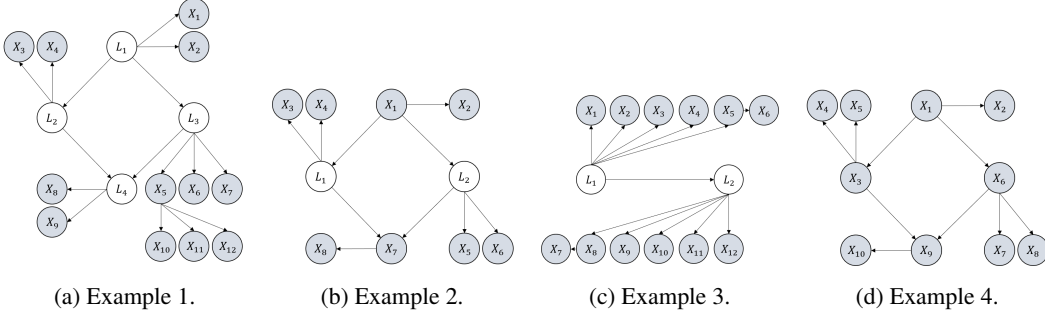 X1
X3 X4 L1 X2
L2 L3
X8 L4 X5 X6 X7
X9
X10 X11 X12
(a) Example 1.
X3 X4 X1 X2
L1 L2
X8 X7 X5 X6
(b) Example 2.
X1 X2 X3 X4 X5 X6
L1 L2
X7 X8 X9 X10 X11 X12
(c) Example 3.
X4 X5 X1 X2
X3 X6
X10 X9 X7 X8
(d) Example 4.